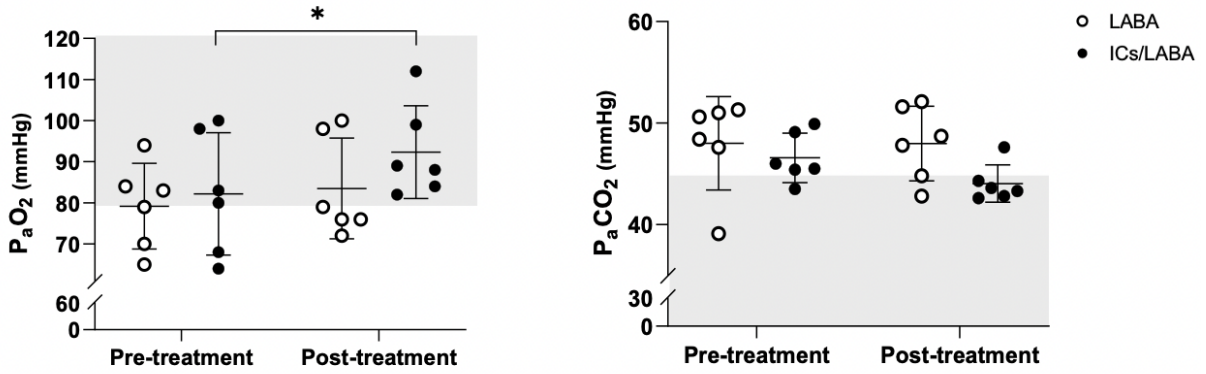 *
PaO2 (mmHg)
120
110
100
90
80
70
60
0
Pre-treatment
Post-treatment
PaCO2 (mmHg)
60
50
40
30
0
Pre-treatment
Post-treatment
LABA
ICs/LABA